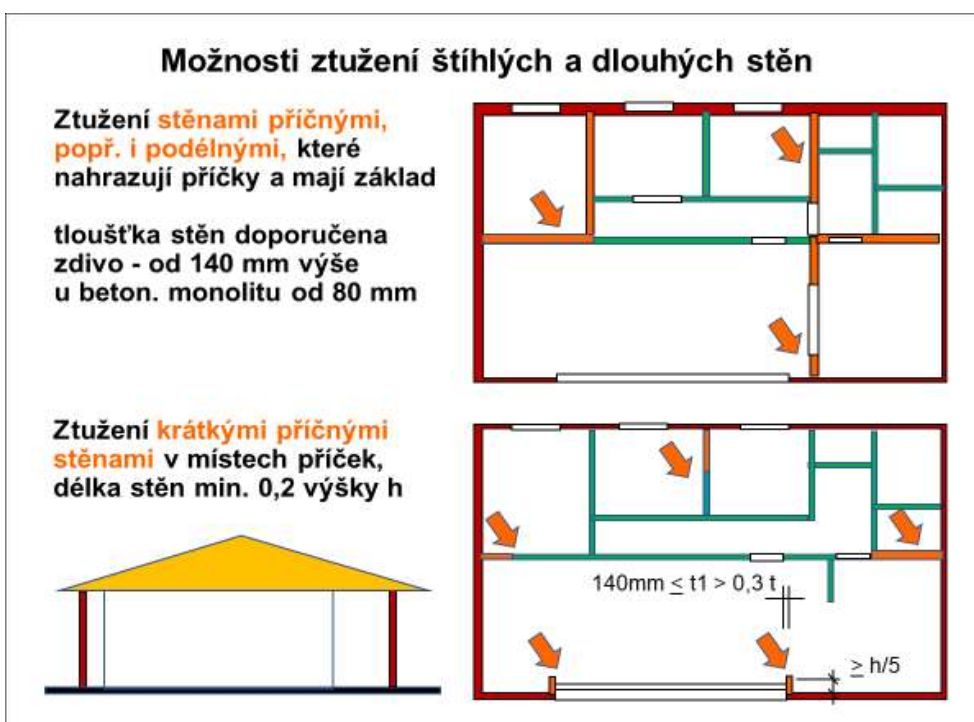 Možnosti ztužení štíhlých a dlouhých stěn
Ztužení stěnami příčnými,
popř. i podélnými, které
nahrazují příčky a mají základ
tloušťka stěn doporučena
zdivo - od 140 mm výše
u beton. monolitu od 80 mm
Ztužení krátkými příčnými
stěnami v místech příček,
délka stěn min. 0,2 výšky h
140mm ≤ t1 > 0,3 t
≥ h/5